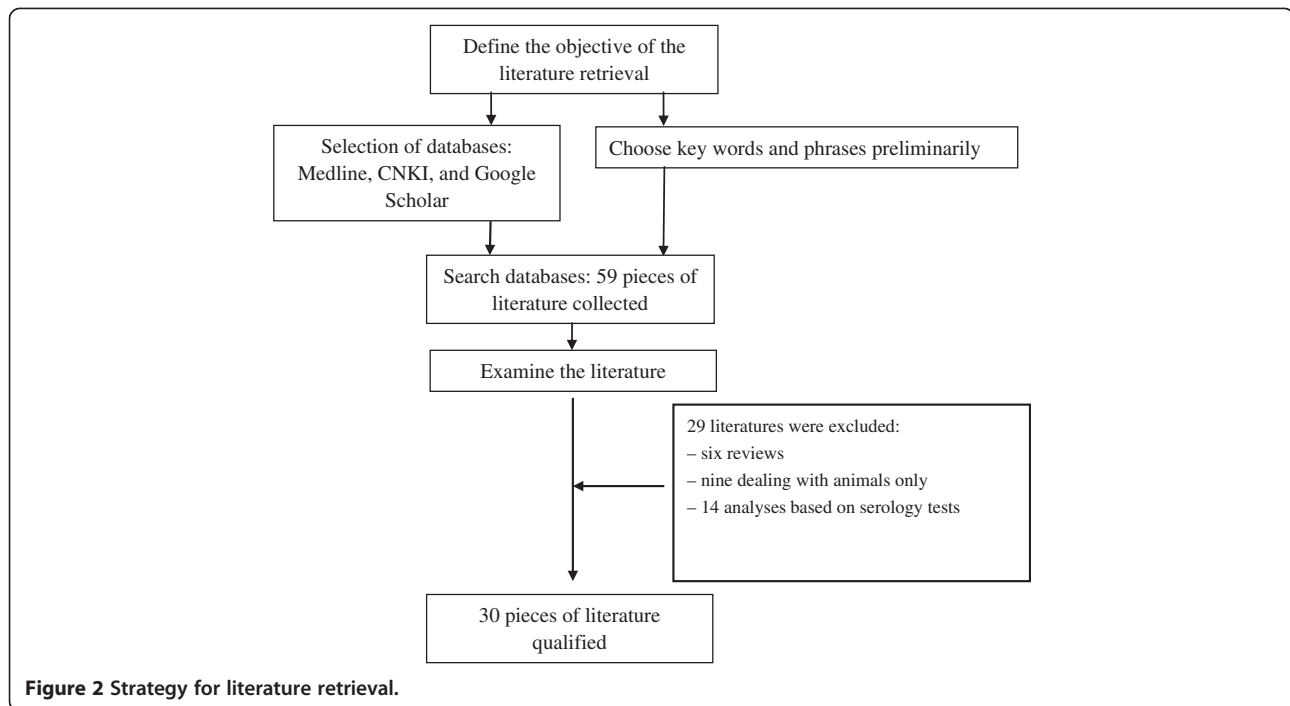 Define the objective of the
literature retrieval
Selection of databases:
Medline, CNKI, and Google
Scholar
Choose key words and phrases preliminarily
Search databases: 59 pieces of
literature collected
Examine the literature
29 literatures were excluded:
– six reviews
– nine dealing with animals only
– 14 analyses based on serology tests
30 pieces of literature
qualified
Figure 2 Strategy for literature retrieval.